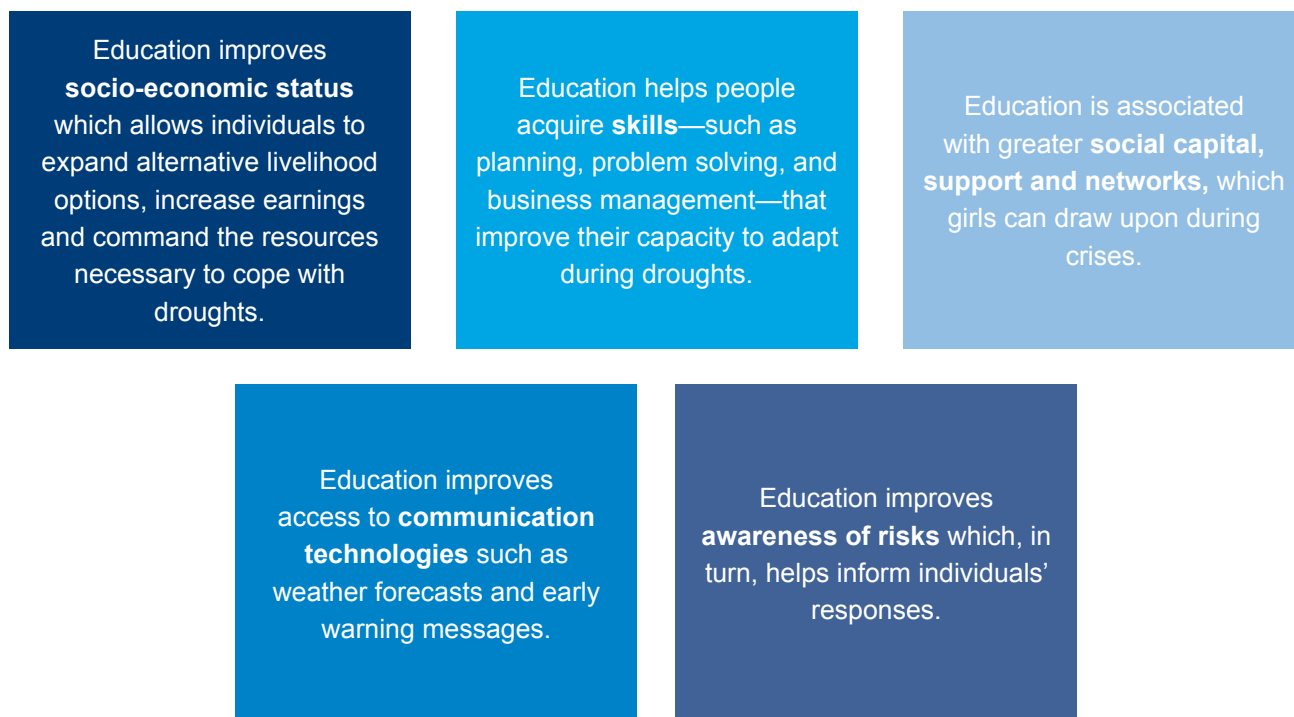 Education improves
socio-economic status
which allows individuals to
expand alternative livelihood
options, increase earnings
and command the resources
necessary to cope with
droughts.
Education helps people
acquire skills—such as
planning, problem solving, and
business management—that
improve their capacity to adapt
during droughts.
Education is associated
with greater social capital,
support and networks, which
girls can draw upon during
crises.
Education improves
access to communication
technologies such as
weather forecasts and early
warning messages.
Education improves
awareness of risks which, in
turn, helps inform individuals’
responses.